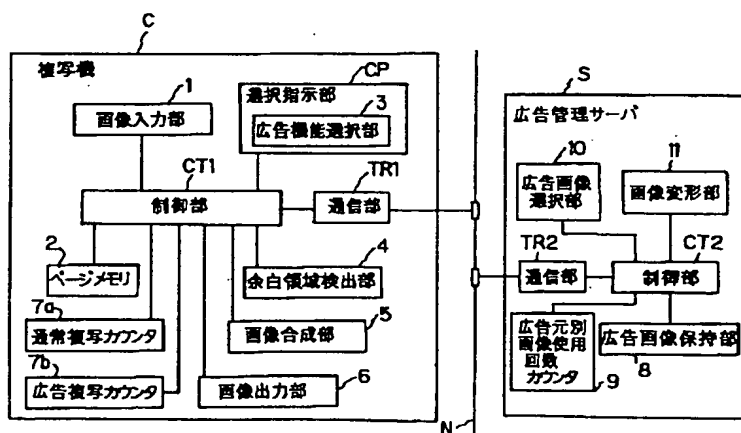 C
複写機
1
画像入力部
CP
選択指示部
3
広告機能選択部
CT1
制御部
TR1
通信部
2
ページメモリ
4
余白領域検出部
7a
通常複写カウンタ
5
画像合成部
7b
広告複写カウンタ
6
画像出力部
N
S
広告管理サーバ
10
広告画像
選択部
11
画像変形部
TR2
通信部
CT2
制御部
広告元別
画像使用
回数
カウンタ
9
広告画像保持部
8